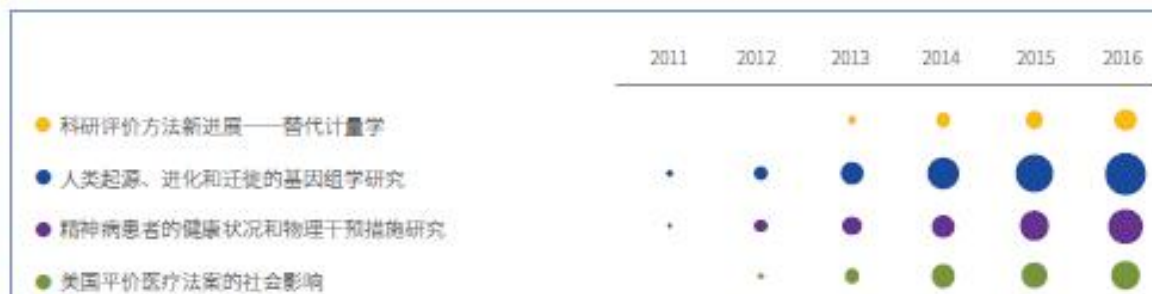 2011 2012 2013 2014 2015 2016
科研评价方法新进展——替代计量学
人类起源、进化和迁徙的基因组学研究
精神病患者的健康状况和物理干预措施研究
美国平价医疗法案的社会影响